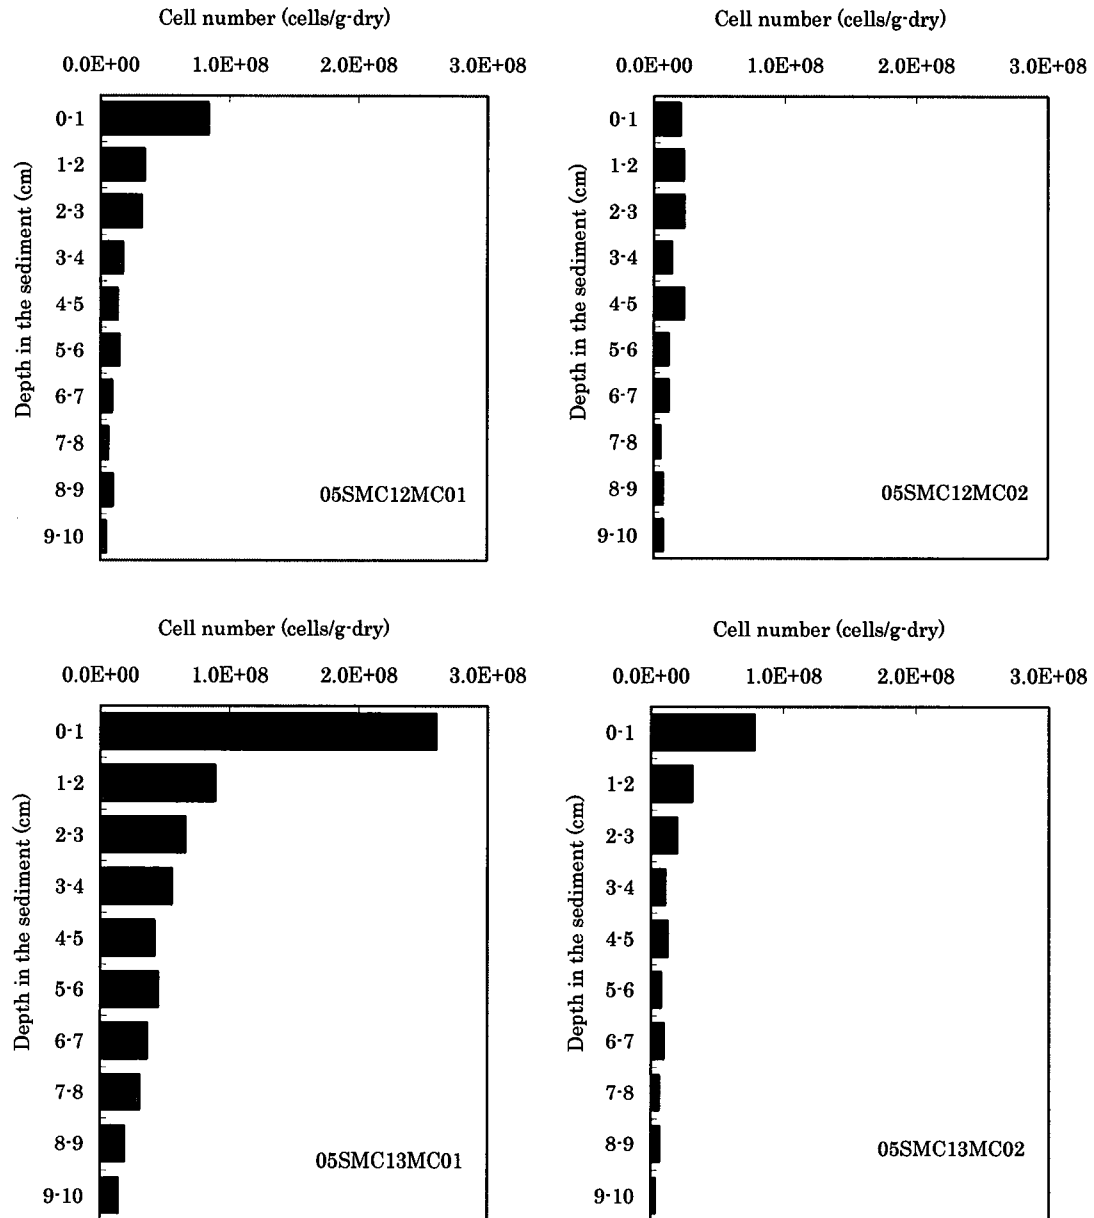 Cell number (cells/g-dry)
0.0E+00 1.0E+08 2.0E+08 3.0E+08
Depth in the sediment (cm)
0-1
1-2
2-3
3-4
4-5
5-6
6-7
7-8
8-9
9-10
05SMC12MC01
Cell number (cells/g-dry)
0.0E+00 1.0E+08 2.0E+08 3.0E+08
Depth in the sediment (cm)
0-1
1-2
2-3
3-4
4-5
5-6
6-7
7-8
8-9
9-10
05SMC12MC02
Cell number (cells/g-dry)
0.0E+00 1.0E+08 2.0E+08 3.0E+08
Depth in the sediment (cm)
0-1
1-2
2-3
3-4
4-5
5-6
6-7
7-8
8-9
9-10
05SMC13MC01
Cell number (cells/g-dry)
0.0E+00 1.0E+08 2.0E+08 3.0E+08
Depth in the sediment (cm)
0-1
1-2
2-3
3-4
4-5
5-6
6-7
7-8
8-9
9-10
05SMC13MC02